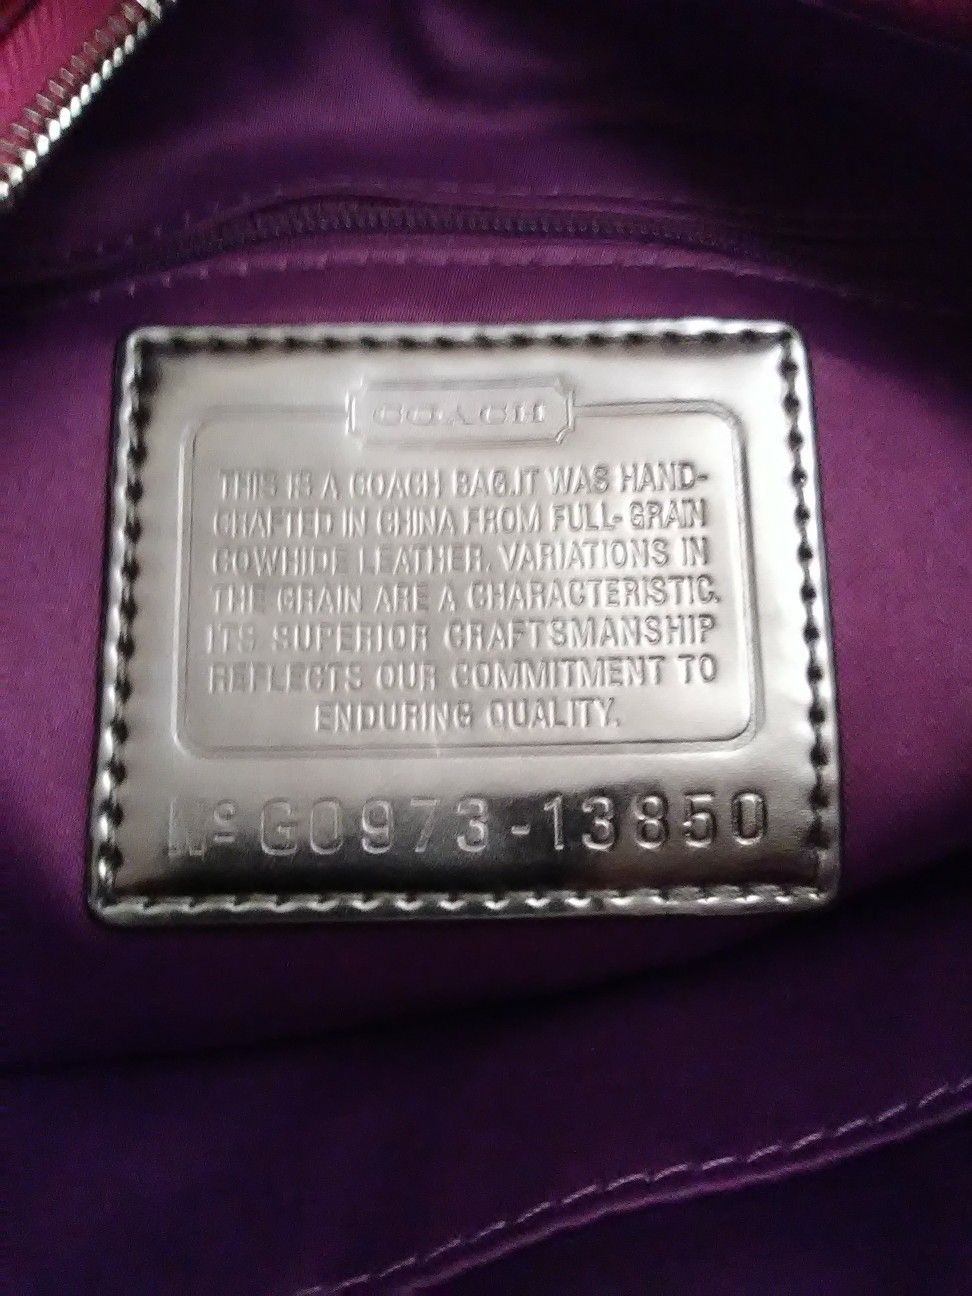 COACH
THIS IS A COACH BAG.IT WAS HAND-
CRAFTED IN CHINA FROM FULL-GRAIN
COWHIDE LEATHER. VARIATIONS IN
THE GRAIN ARE A CHARACTERISTIC.
ITS SUPERIOR CRAFTSMANSHIP
REFLECTS OUR COMMITMENT TO
ENDURING QUALITY.
Nº G0973-13850